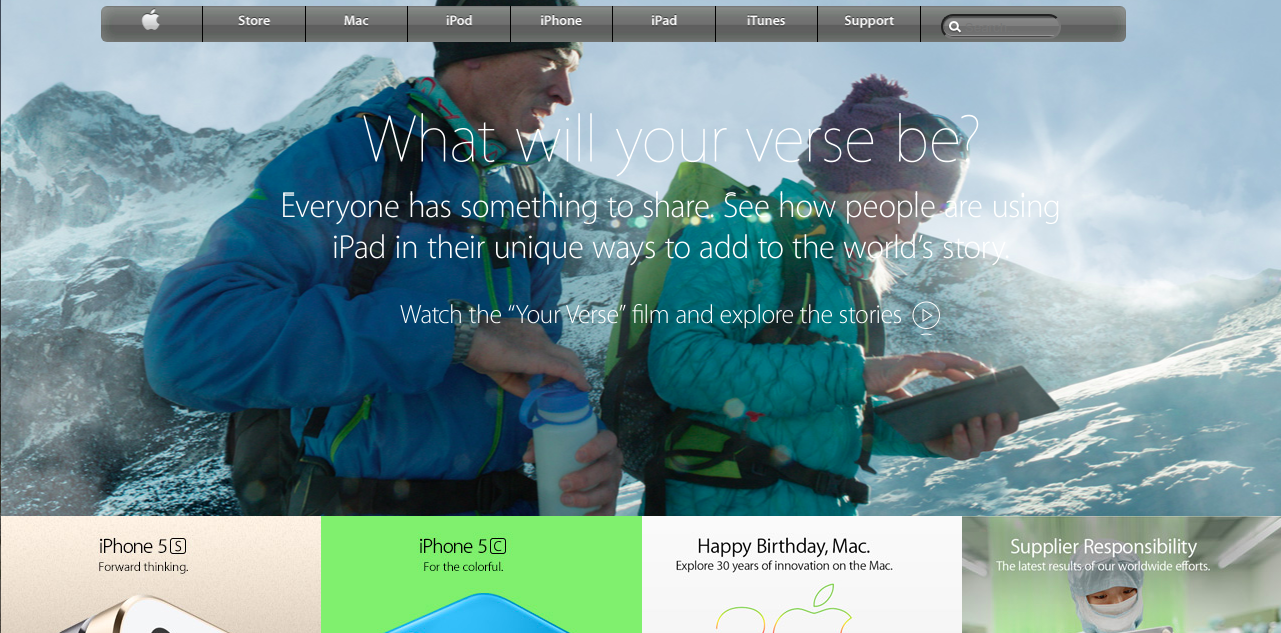 Store
Mac
iPod
iPhone
iPad
iTunes
Support
What will your verse be?
Everyone has something to share. See how people are using
iPad in their unique ways to add to the world's story.
Watch the “Your Verse” film and explore the stories
iPhone 5S
Forward thinking.
iPhone 5C
For the colorful.
Happy Birthday, Mac.
Explore 30 years of innovation on the Mac.
30
Supplier Responsibility
The latest results of our worldwide efforts.